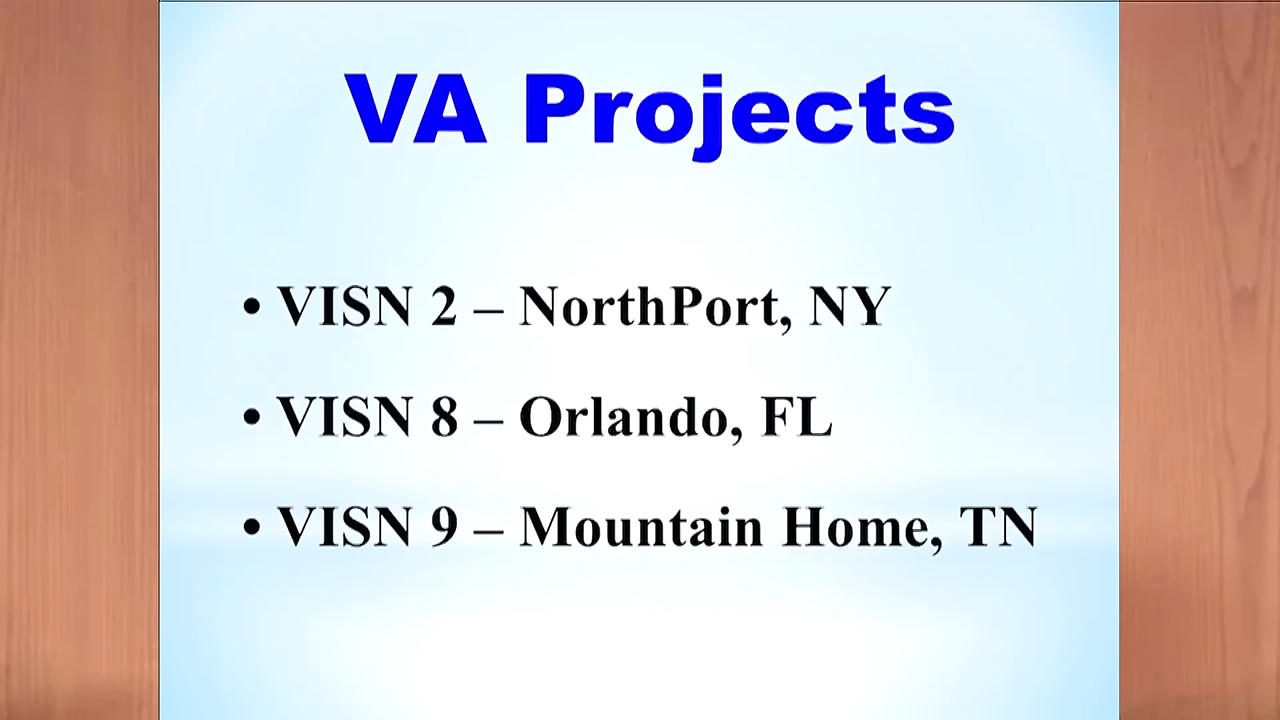 VA Projects
• VISN 2 – NorthPort, NY
• VISN 8 – Orlando, FL
• VISN 9 – Mountain Home, TN